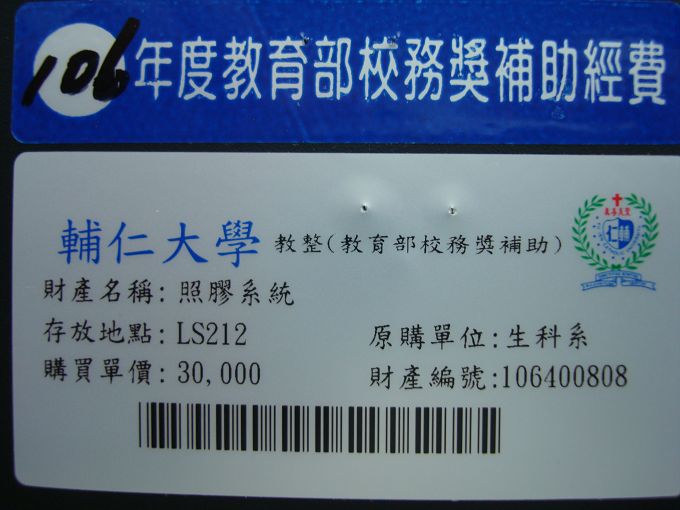 106年度教育部校務獎補助經費
輔仁大學 教整(教育部校務獎補助)
財產名稱: 照膠系統
存放地點: LS212 原購單位: 生科系
購買單價: 30,000 財產編號:106400808